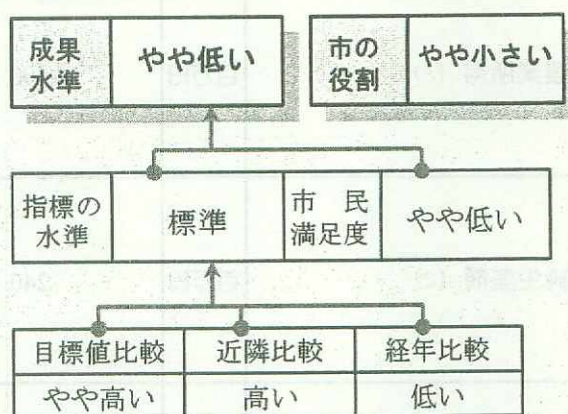 成果
水準
やや低い
市の
役割
やや小さい
指標の
水準
標準
市 民
満足度
やや低い
目標値比較 近隣比較 経年比較
やや高い 高い 低い